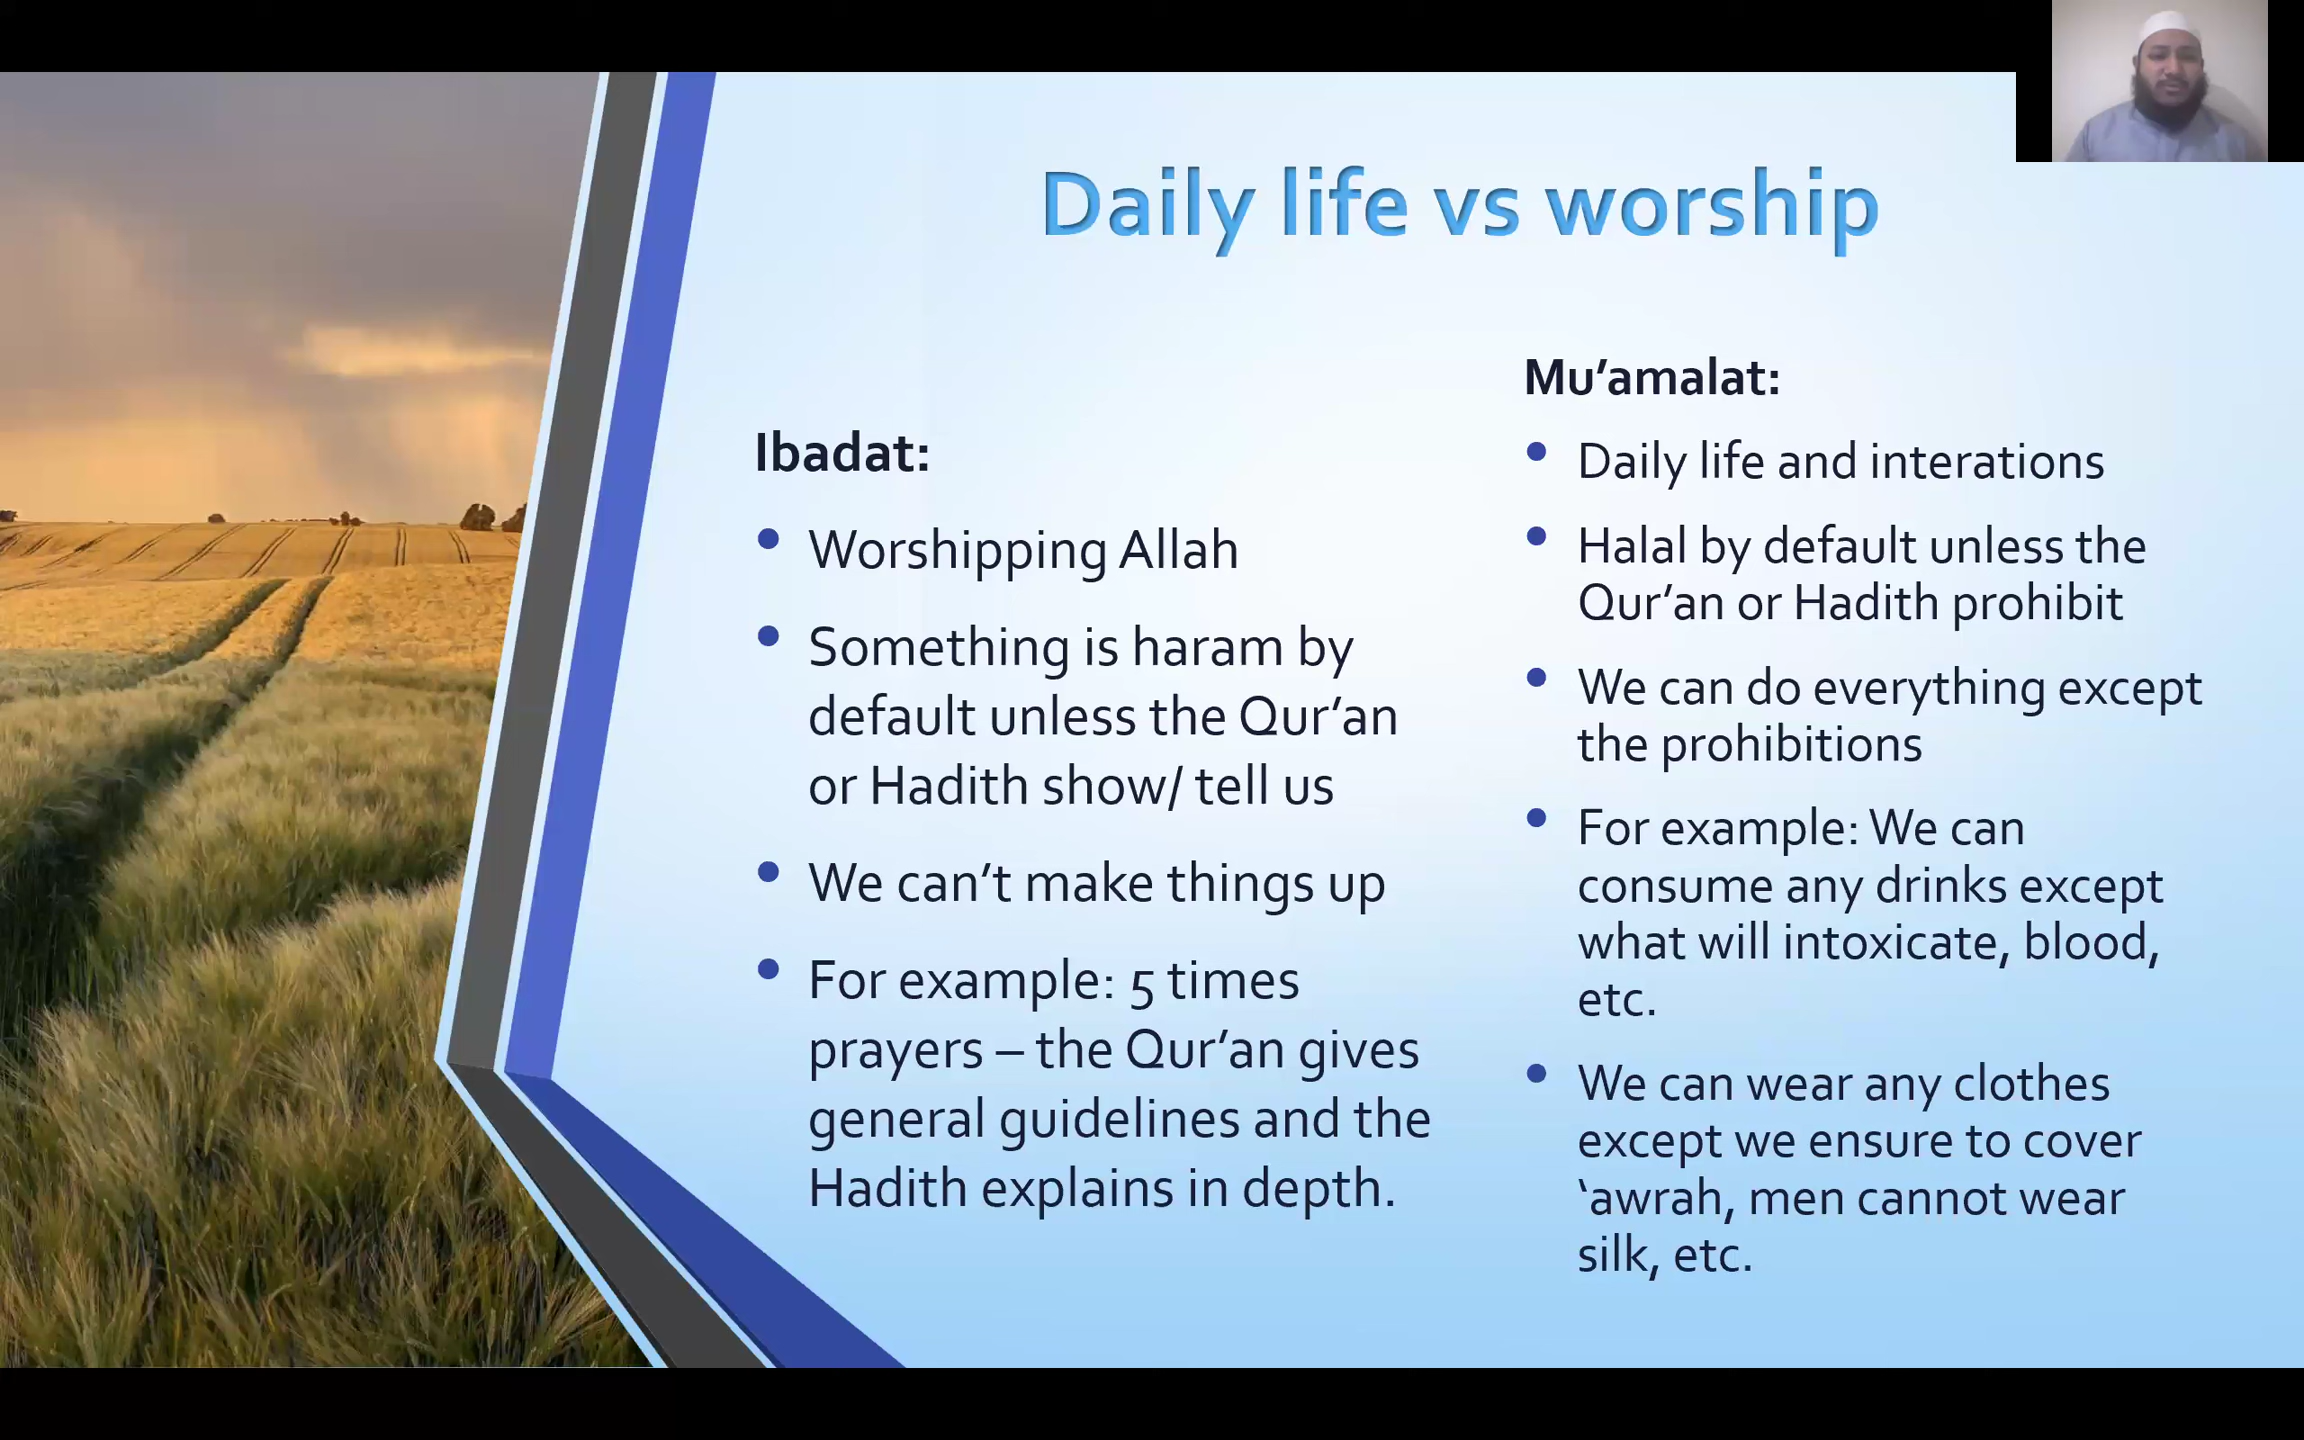 Daily life vs worship
Ibadat:
• Worshipping Allah
• Something is haram by
default unless the Qur’an
or Hadith show/ tell us
• We can’t make things up
• For example: 5 times
prayers – the Qur’an gives
general guidelines and the
Hadith explains in depth.
Mu’amalat:
• Daily life and interations
• Halal by default unless the
Qur’an or Hadith prohibit
• We can do everything except
the prohibitions
• For example: We can
consume any drinks except
what will intoxicate, blood,
etc.
• We can wear any clothes
except we ensure to cover
‘awrah, men cannot wear
silk, etc.